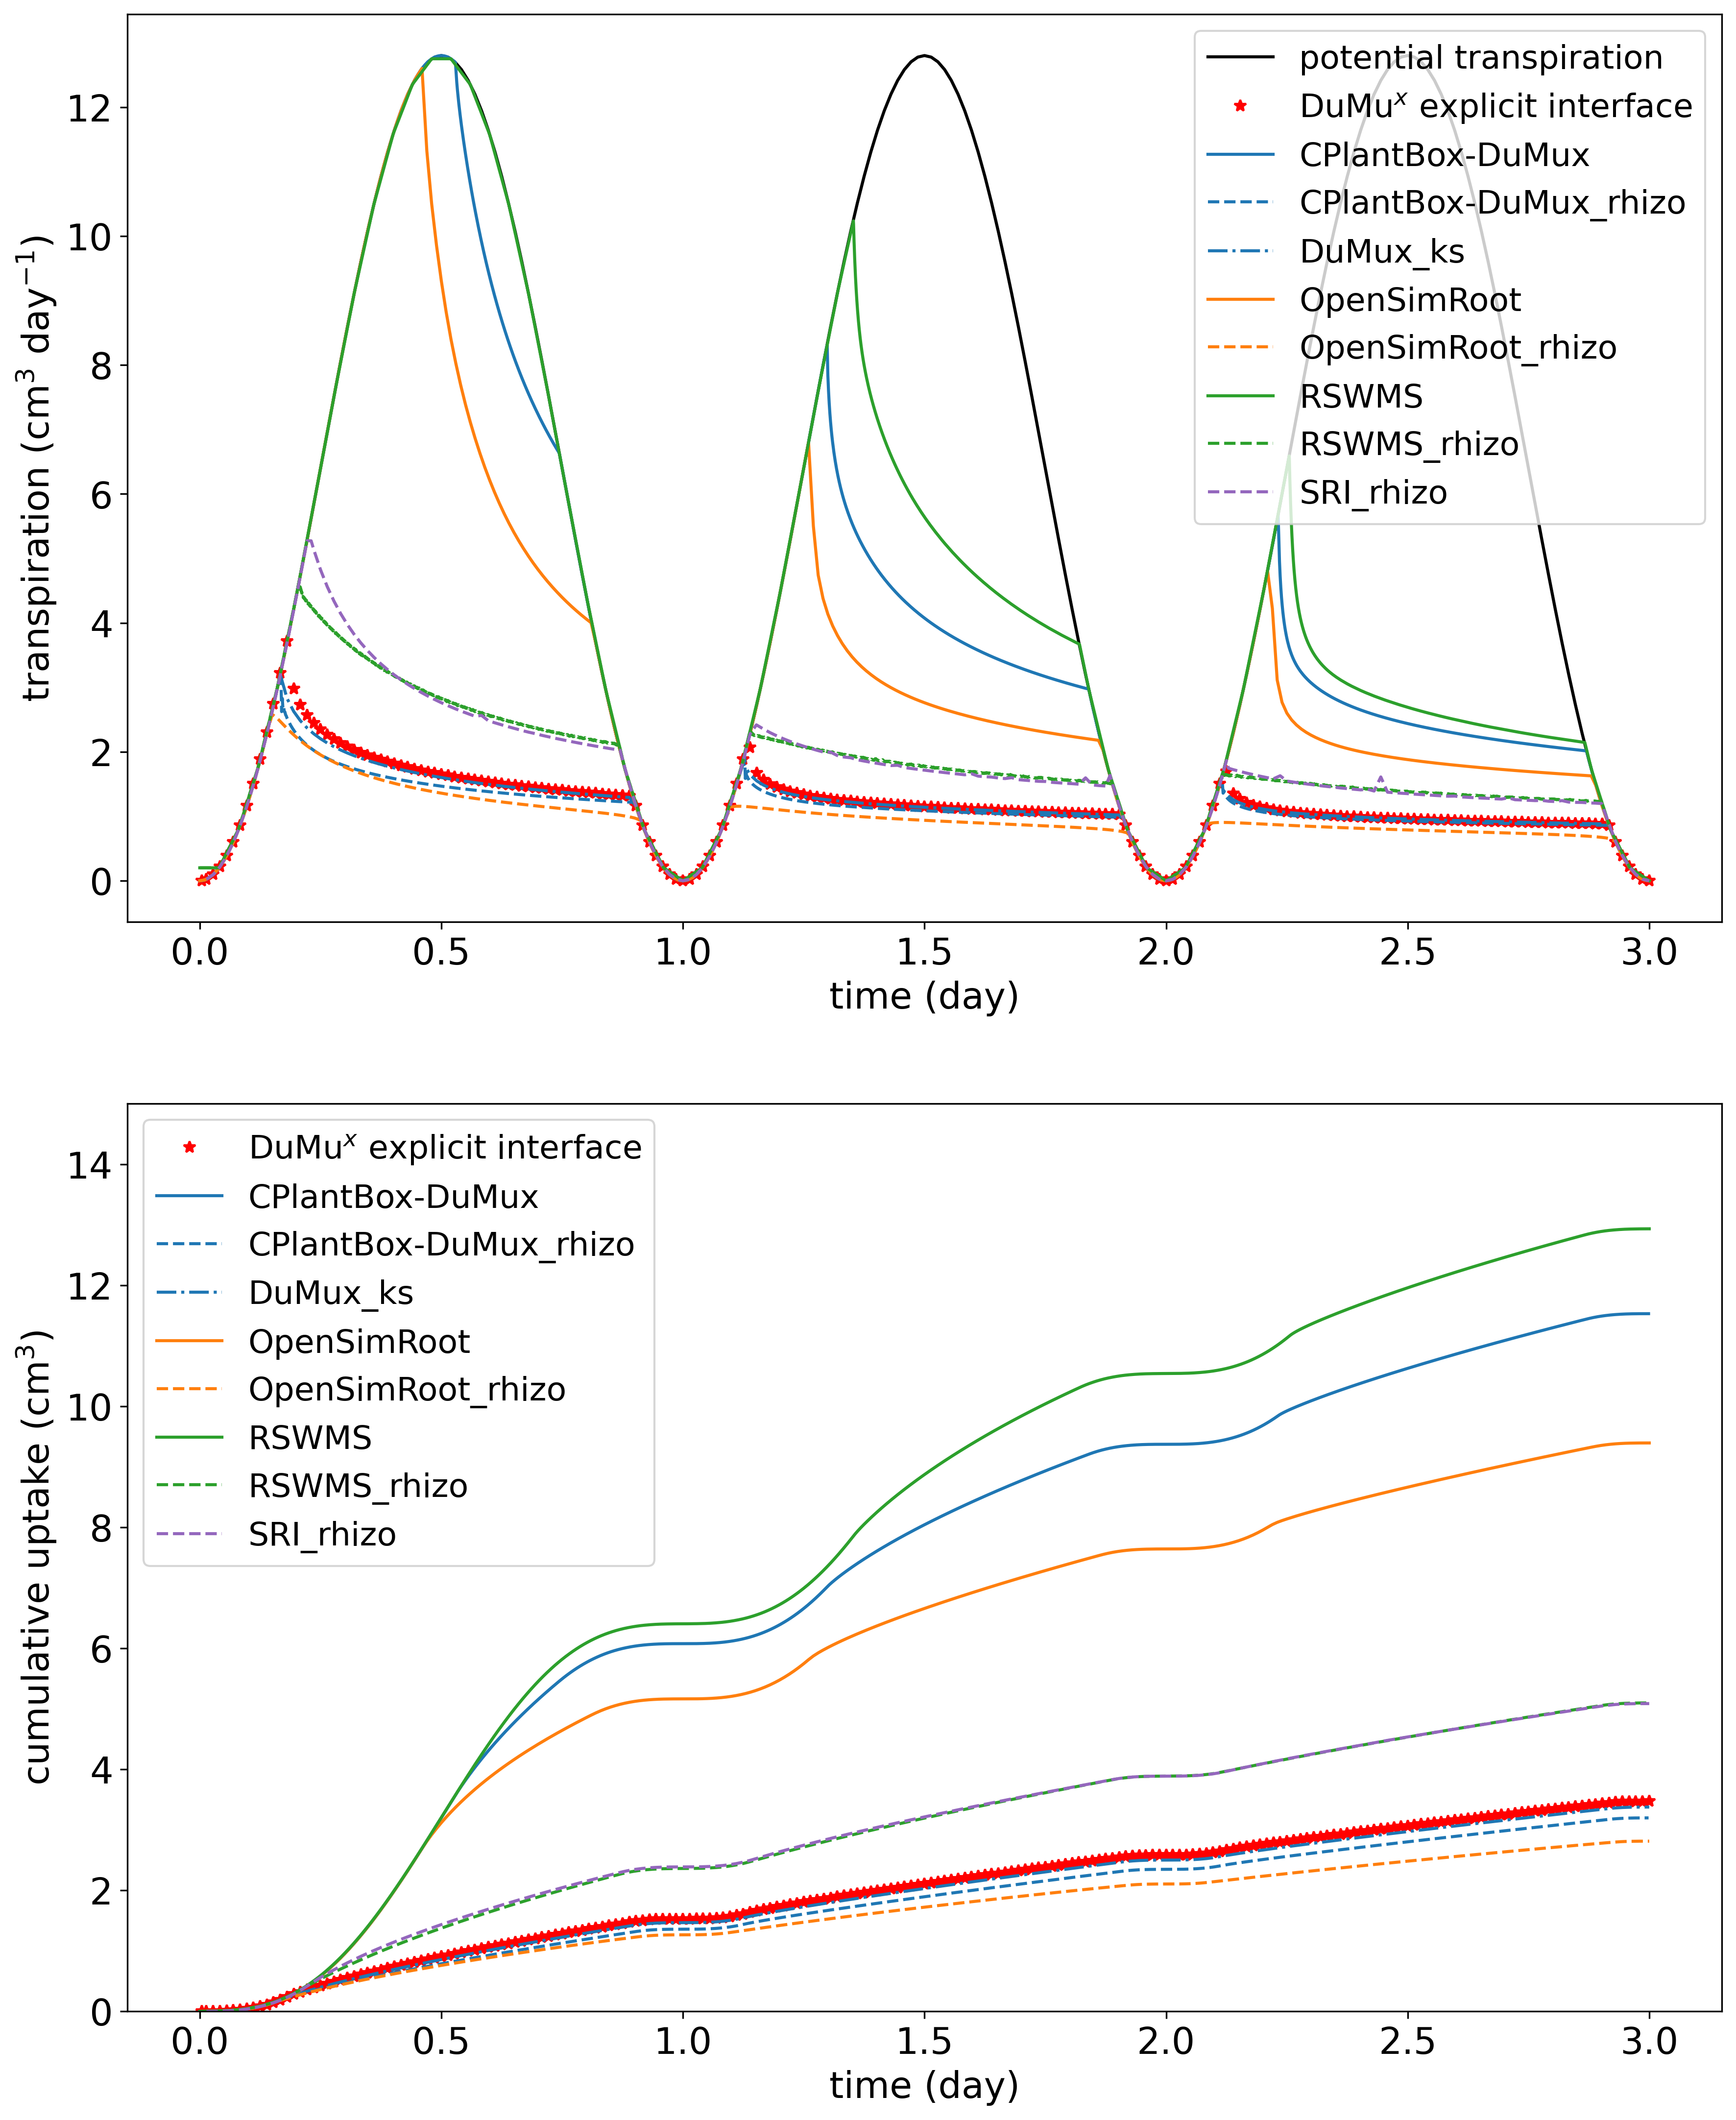 transpiration (cm³ day⁻¹)
12
10
8
6
4
2
0
potential transpiration
DuMuˣ explicit interface
CPlantBox-DuMux
CPlantBox-DuMux_rhizo
DuMux_ks
OpenSimRoot
OpenSimRoot_rhizo
RSWMS
RSWMS_rhizo
SRI_rhizo
0.0 0.5 1.0 1.5 2.0 2.5 3.0
time (day)
cumulative uptake (cm³)
14
12
10
8
6
4
2
0
DuMuˣ explicit interface
CPlantBox-DuMux
CPlantBox-DuMux_rhizo
DuMux_ks
OpenSimRoot
OpenSimRoot_rhizo
RSWMS
RSWMS_rhizo
SRI_rhizo
0.0 0.5 1.0 1.5 2.0 2.5 3.0
time (day)